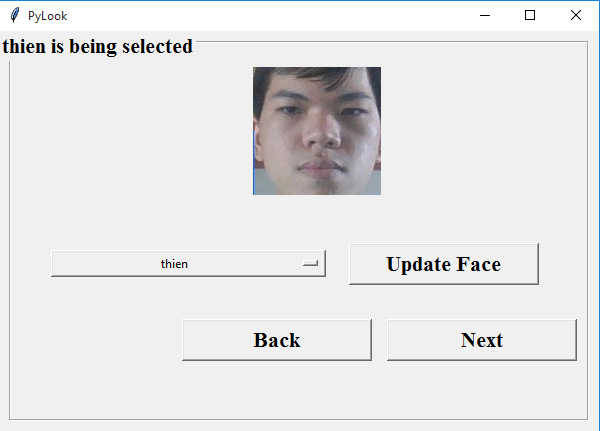 PyLook
thien is being selected
thien
Update Face
Back
Next